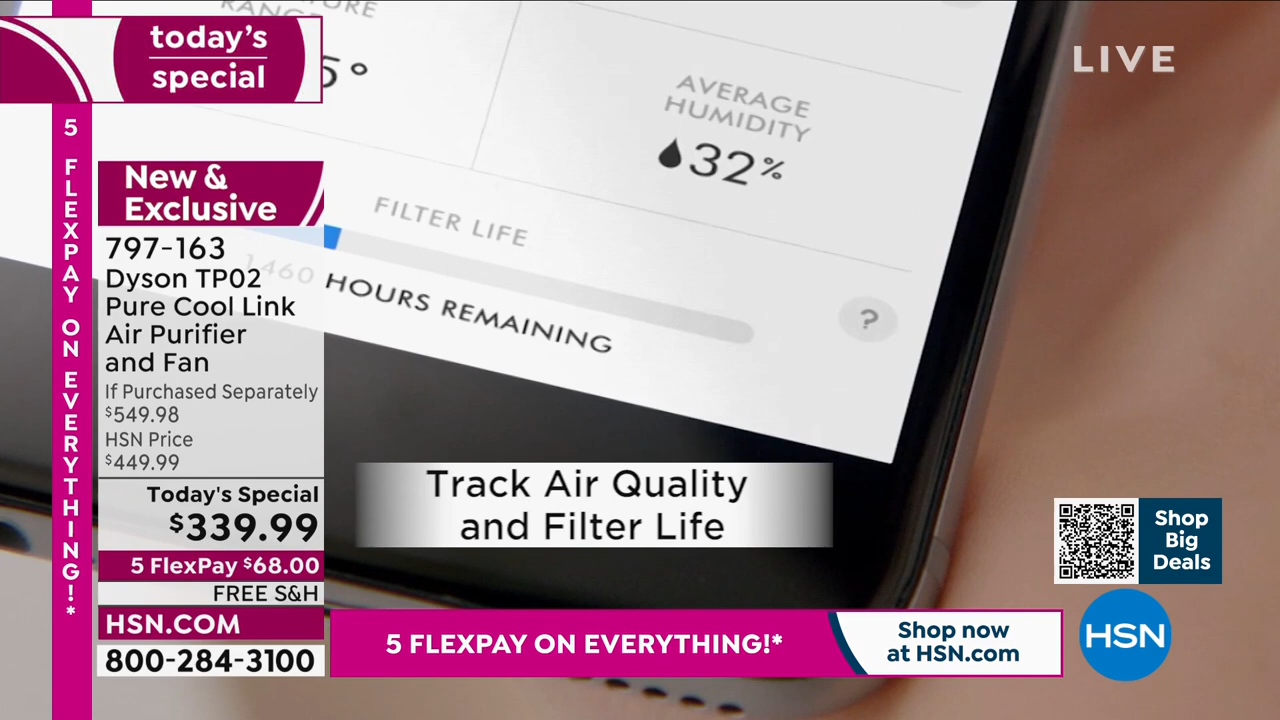 today's
special
LIVE
5 FLEXPAY ON EVERYTHING!*
New &
Exclusive
797-163
Dyson TP02
Pure Cool Link
Air Purifier
and Fan
If Purchased Separately
$549.98
HSN Price
$449.99
Today's Special
$339.99
5 FlexPay $68.00
FREE S&H
HSN.COM
800-284-3100
5°
AVERAGE
HUMIDITY
32%
FILTER LIFE
1460 HOURS REMAINING
?
Track Air Quality
and Filter Life
Shop
Big
Deals
5 FLEXPAY ON EVERYTHING!*
Shop now
at HSN.com
HSN